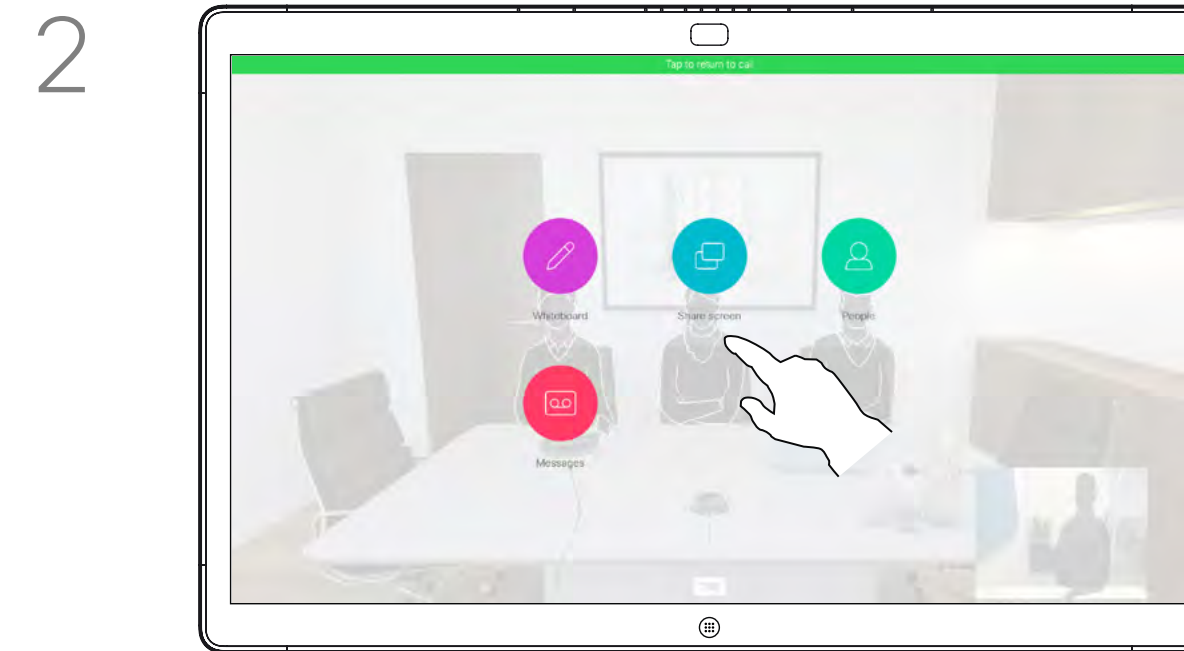 2
Tap to return to call
Whiteboard
Share screen
People
Messages